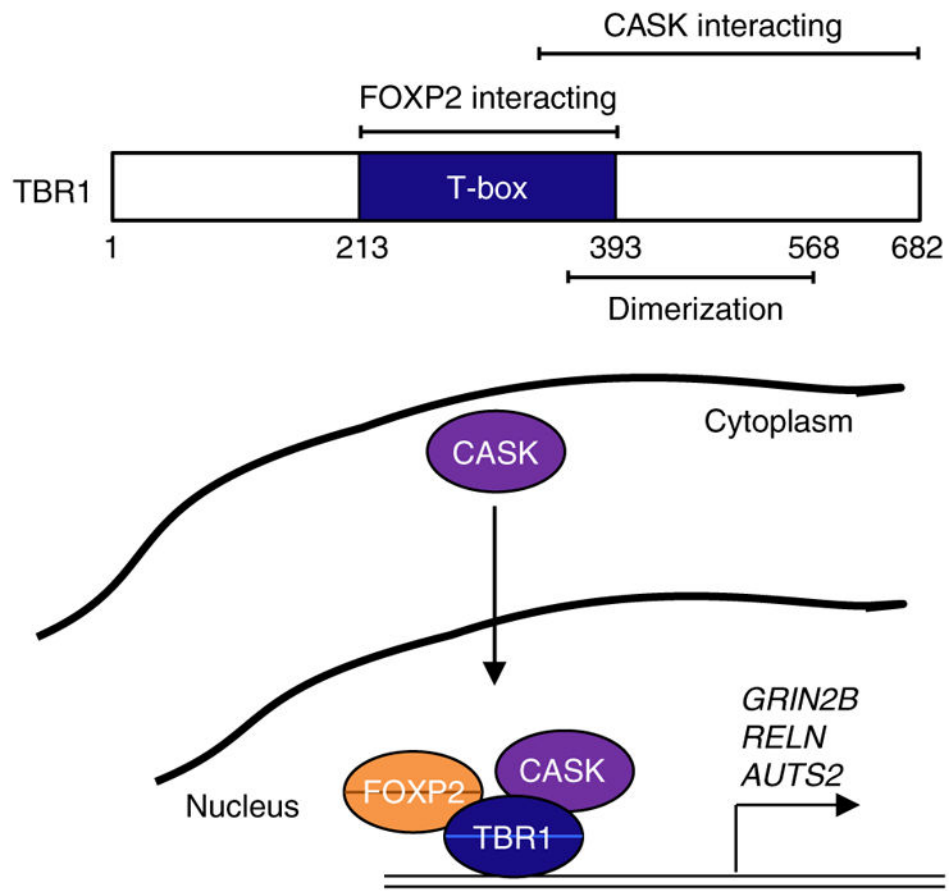 CASK interacting
FOXP2 interacting
TBR1
T-box
1 213 393 568 682
Dimerization
Cytoplasm
CASK
GRIN2B
RELN
AUTS2
Nucleus
FOXP2
CASK
TBR1